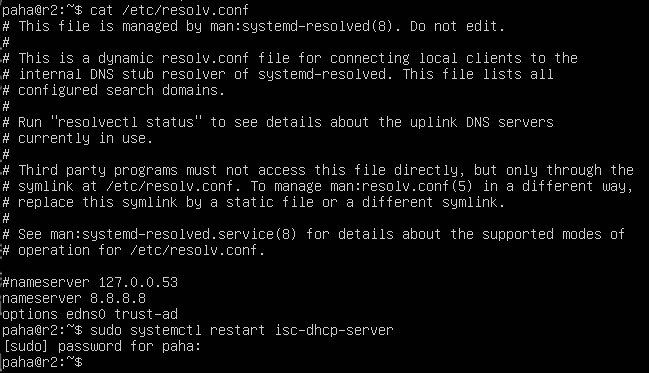 paha@r2:~$ cat /etc/resolv.conf
# This file is managed by man:systemd-resolved(8). Do not edit.
#
# This is a dynamic resolv.conf file for connecting local clients to the
# internal DNS stub resolver of systemd-resolved. This file lists all
# configured search domains.
#
# Run "resolvectl status" to see details about the uplink DNS servers
# currently in use.
#
# Third party programs must not access this file directly, but only through the
# symlink at /etc/resolv.conf. To manage man:resolv.conf(5) in a different way,
# replace this symlink by a static file or a different symlink.
#
# See man:systemd-resolved.service(8) for details about the supported modes of
# operation for /etc/resolv.conf.

#nameserver 127.0.0.53
nameserver 8.8.8.8
options edns0 trust-ad
paha@r2:~$ sudo systemctl restart isc-dhcp-server
[sudo] password for paha:
paha@r2:~$